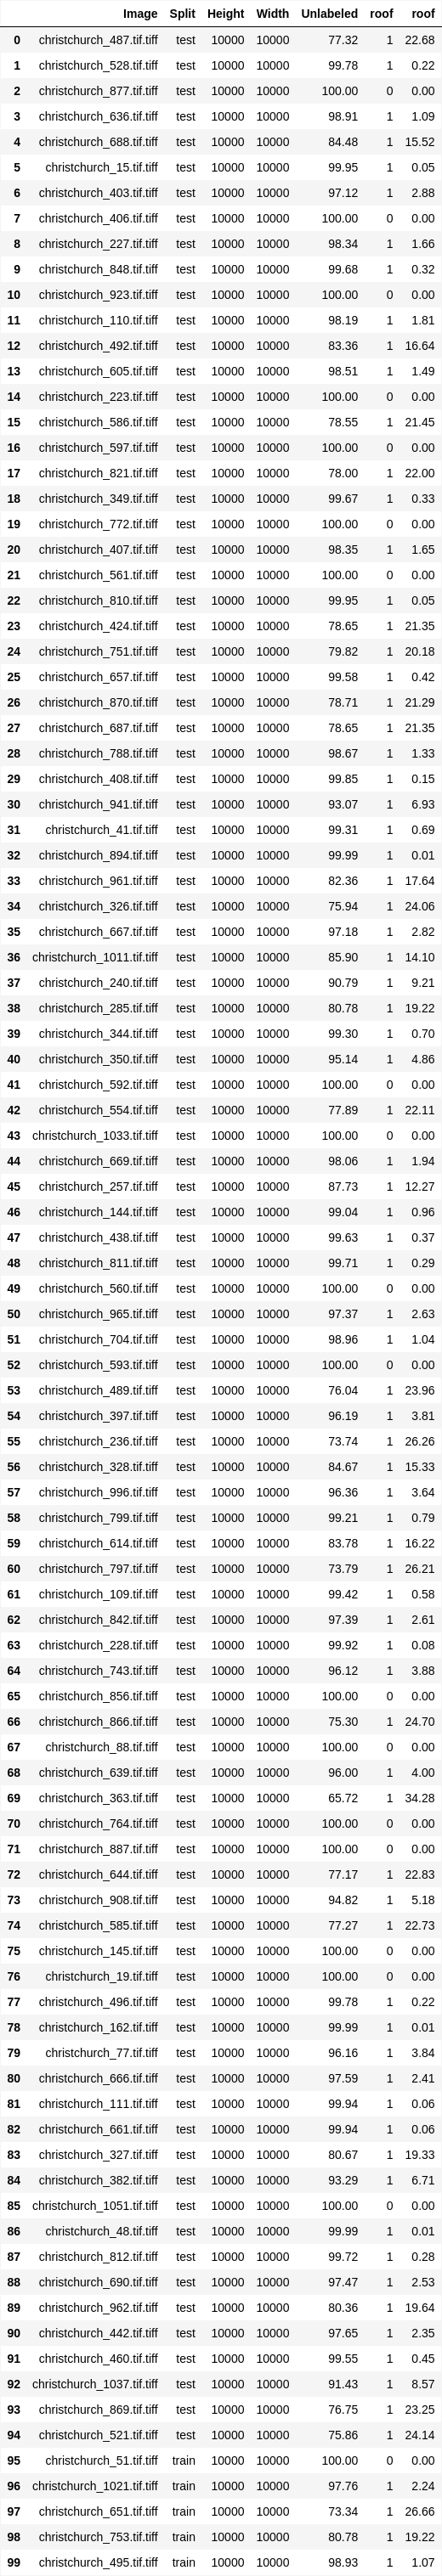 Image Split Height Width Unlabeled roof roof
0 christchurch_487.tif.tiff test 10000 10000 77.32 1 22.68
1 christchurch_528.tif.tiff test 10000 10000 99.78 1 0.22
2 christchurch_877.tif.tiff test 10000 10000 100.00 0 0.00
3 christchurch_636.tif.tiff test 10000 10000 98.91 1 1.09
4 christchurch_688.tif.tiff test 10000 10000 84.48 1 15.52
5 christchurch_15.tif.tiff test 10000 10000 99.95 1 0.05
6 christchurch_403.tif.tiff test 10000 10000 97.12 1 2.88
7 christchurch_406.tif.tiff test 10000 10000 100.00 0 0.00
8 christchurch_227.tif.tiff test 10000 10000 98.34 1 1.66
9 christchurch_848.tif.tiff test 10000 10000 99.68 1 0.32
10 christchurch_923.tif.tiff test 10000 10000 100.00 0 0.00
11 christchurch_110.tif.tiff test 10000 10000 98.19 1 1.81
12 christchurch_492.tif.tiff test 10000 10000 83.36 1 16.64
13 christchurch_605.tif.tiff test 10000 10000 98.51 1 1.49
14 christchurch_223.tif.tiff test 10000 10000 100.00 0 0.00
15 christchurch_586.tif.tiff test 10000 10000 78.55 1 21.45
16 christchurch_597.tif.tiff test 10000 10000 100.00 0 0.00
17 christchurch_821.tif.tiff test 10000 10000 78.00 1 22.00
18 christchurch_349.tif.tiff test 10000 10000 99.67 1 0.33
19 christchurch_772.tif.tiff test 10000 10000 100.00 0 0.00
20 christchurch_407.tif.tiff test 10000 10000 98.35 1 1.65
21 christchurch_561.tif.tiff test 10000 10000 100.00 0 0.00
22 christchurch_810.tif.tiff test 10000 10000 99.95 1 0.05
23 christchurch_424.tif.tiff test 10000 10000 78.65 1 21.35
24 christchurch_751.tif.tiff test 10000 10000 79.82 1 20.18
25 christchurch_657.tif.tiff test 10000 10000 99.58 1 0.42
26 christchurch_870.tif.tiff test 10000 10000 78.71 1 21.29
27 christchurch_687.tif.tiff test 10000 10000 78.65 1 21.35
28 christchurch_788.tif.tiff test 10000 10000 98.67 1 1.33
29 christchurch_408.tif.tiff test 10000 10000 99.85 1 0.15
30 christchurch_941.tif.tiff test 10000 10000 93.07 1 6.93
31 christchurch_41.tif.tiff test 10000 10000 99.31 1 0.69
32 christchurch_894.tif.tiff test 10000 10000 99.99 1 0.01
33 christchurch_961.tif.tiff test 10000 10000 82.36 1 17.64
34 christchurch_326.tif.tiff test 10000 10000 75.94 1 24.06
35 christchurch_667.tif.tiff test 10000 10000 97.18 1 2.82
36 christchurch_1011.tif.tiff test 10000 10000 85.90 1 14.10
37 christchurch_240.tif.tiff test 10000 10000 90.79 1 9.21
38 christchurch_285.tif.tiff test 10000 10000 80.78 1 19.22
39 christchurch_344.tif.tiff test 10000 10000 99.30 1 0.70
40 christchurch_350.tif.tiff test 10000 10000 95.14 1 4.86
41 christchurch_592.tif.tiff test 10000 10000 100.00 0 0.00
42 christchurch_554.tif.tiff test 10000 10000 77.89 1 22.11
43 christchurch_1033.tif.tiff test 10000 10000 100.00 0 0.00
44 christchurch_669.tif.tiff test 10000 10000 98.06 1 1.94
45 christchurch_257.tif.tiff test 10000 10000 87.73 1 12.27
46 christchurch_144.tif.tiff test 10000 10000 99.04 1 0.96
47 christchurch_438.tif.tiff test 10000 10000 99.63 1 0.37
48 christchurch_811.tif.tiff test 10000 10000 99.71 1 0.29
49 christchurch_560.tif.tiff test 10000 10000 100.00 0 0.00
50 christchurch_965.tif.tiff test 10000 10000 97.37 1 2.63
51 christchurch_704.tif.tiff test 10000 10000 98.96 1 1.04
52 christchurch_593.tif.tiff test 10000 10000 100.00 0 0.00
53 christchurch_489.tif.tiff test 10000 10000 76.04 1 23.96
54 christchurch_397.tif.tiff test 10000 10000 96.19 1 3.81
55 christchurch_236.tif.tiff test 10000 10000 73.74 1 26.26
56 christchurch_328.tif.tiff test 10000 10000 84.67 1 15.33
57 christchurch_996.tif.tiff test 10000 10000 96.36 1 3.64
58 christchurch_799.tif.tiff test 10000 10000 99.21 1 0.79
59 christchurch_614.tif.tiff test 10000 10000 83.78 1 16.22
60 christchurch_797.tif.tiff test 10000 10000 73.79 1 26.21
61 christchurch_109.tif.tiff test 10000 10000 99.42 1 0.58
62 christchurch_842.tif.tiff test 10000 10000 97.39 1 2.61
63 christchurch_228.tif.tiff test 10000 10000 99.92 1 0.08
64 christchurch_743.tif.tiff test 10000 10000 96.12 1 3.88
65 christchurch_856.tif.tiff test 10000 10000 100.00 0 0.00
66 christchurch_866.tif.tiff test 10000 10000 75.30 1 24.70
67 christchurch_88.tif.tiff test 10000 10000 100.00 0 0.00
68 christchurch_639.tif.tiff test 10000 10000 96.00 1 4.00
69 christchurch_363.tif.tiff test 10000 10000 65.72 1 34.28
70 christchurch_764.tif.tiff test 10000 10000 100.00 0 0.00
71 christchurch_887.tif.tiff test 10000 10000 100.00 0 0.00
72 christchurch_644.tif.tiff test 10000 10000 77.17 1 22.83
73 christchurch_908.tif.tiff test 10000 10000 94.82 1 5.18
74 christchurch_585.tif.tiff test 10000 10000 77.27 1 22.73
75 christchurch_145.tif.tiff test 10000 10000 100.00 0 0.00
76 christchurch_19.tif.tiff test 10000 10000 100.00 0 0.00
77 christchurch_496.tif.tiff test 10000 10000 99.78 1 0.22
78 christchurch_162.tif.tiff test 10000 10000 99.99 1 0.01
79 christchurch_77.tif.tiff test 10000 10000 96.16 1 3.84
80 christchurch_666.tif.tiff test 10000 10000 97.59 1 2.41
81 christchurch_111.tif.tiff test 10000 10000 99.94 1 0.06
82 christchurch_661.tif.tiff test 10000 10000 99.94 1 0.06
83 christchurch_327.tif.tiff test 10000 10000 80.67 1 19.33
84 christchurch_382.tif.tiff test 10000 10000 93.29 1 6.71
85 christchurch_1051.tif.tiff test 10000 10000 100.00 0 0.00
86 christchurch_48.tif.tiff test 10000 10000 99.99 1 0.01
87 christchurch_812.tif.tiff test 10000 10000 99.72 1 0.28
88 christchurch_690.tif.tiff test 10000 10000 97.47 1 2.53
89 christchurch_962.tif.tiff test 10000 10000 80.36 1 19.64
90 christchurch_442.tif.tiff test 10000 10000 97.65 1 2.35
91 christchurch_460.tif.tiff test 10000 10000 99.55 1 0.45
92 christchurch_1037.tif.tiff test 10000 10000 91.43 1 8.57
93 christchurch_869.tif.tiff test 10000 10000 76.75 1 23.25
94 christchurch_521.tif.tiff test 10000 10000 75.86 1 24.14
95 christchurch_51.tif.tiff train 10000 10000 100.00 0 0.00
96 christchurch_1021.tif.tiff train 10000 10000 97.76 1 2.24
97 christchurch_651.tif.tiff train 10000 10000 73.34 1 26.66
98 christchurch_753.tif.tiff train 10000 10000 80.78 1 19.22
99 christchurch_495.tif.tiff train 10000 10000 98.93 1 1.07